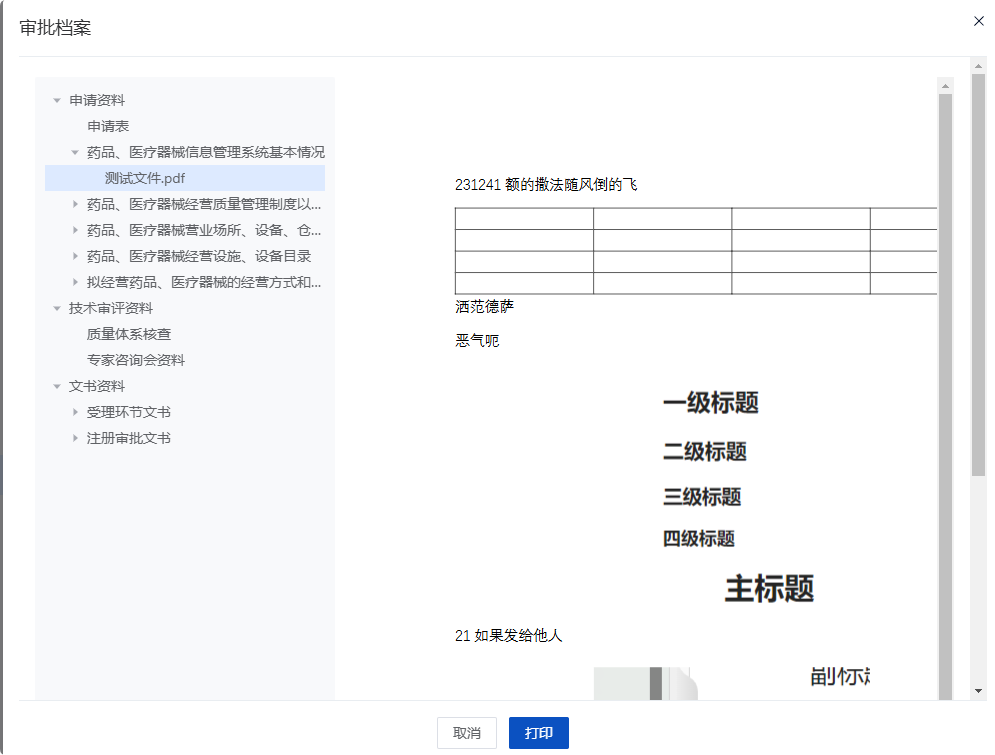 审批档案
申请资料
申请表
药品、医疗器械信息管理系统基本情况
测试文件.pdf
药品、医疗器械经营质量管理制度以...
药品、医疗器械营业场所、设备、仓...
药品、医疗器械经营设施、设备目录
拟经营药品、医疗器械的经营方式和...
技术审评资料
质量体系核查
专家咨询会资料
文书资料
受理环节文书
注册审批文书
231241 额的撒法随风倒的飞
洒范德萨
恶气呃
一级标题
二级标题
三级标题
四级标题
主标题
21 如果发给他人
副标
取消
打印